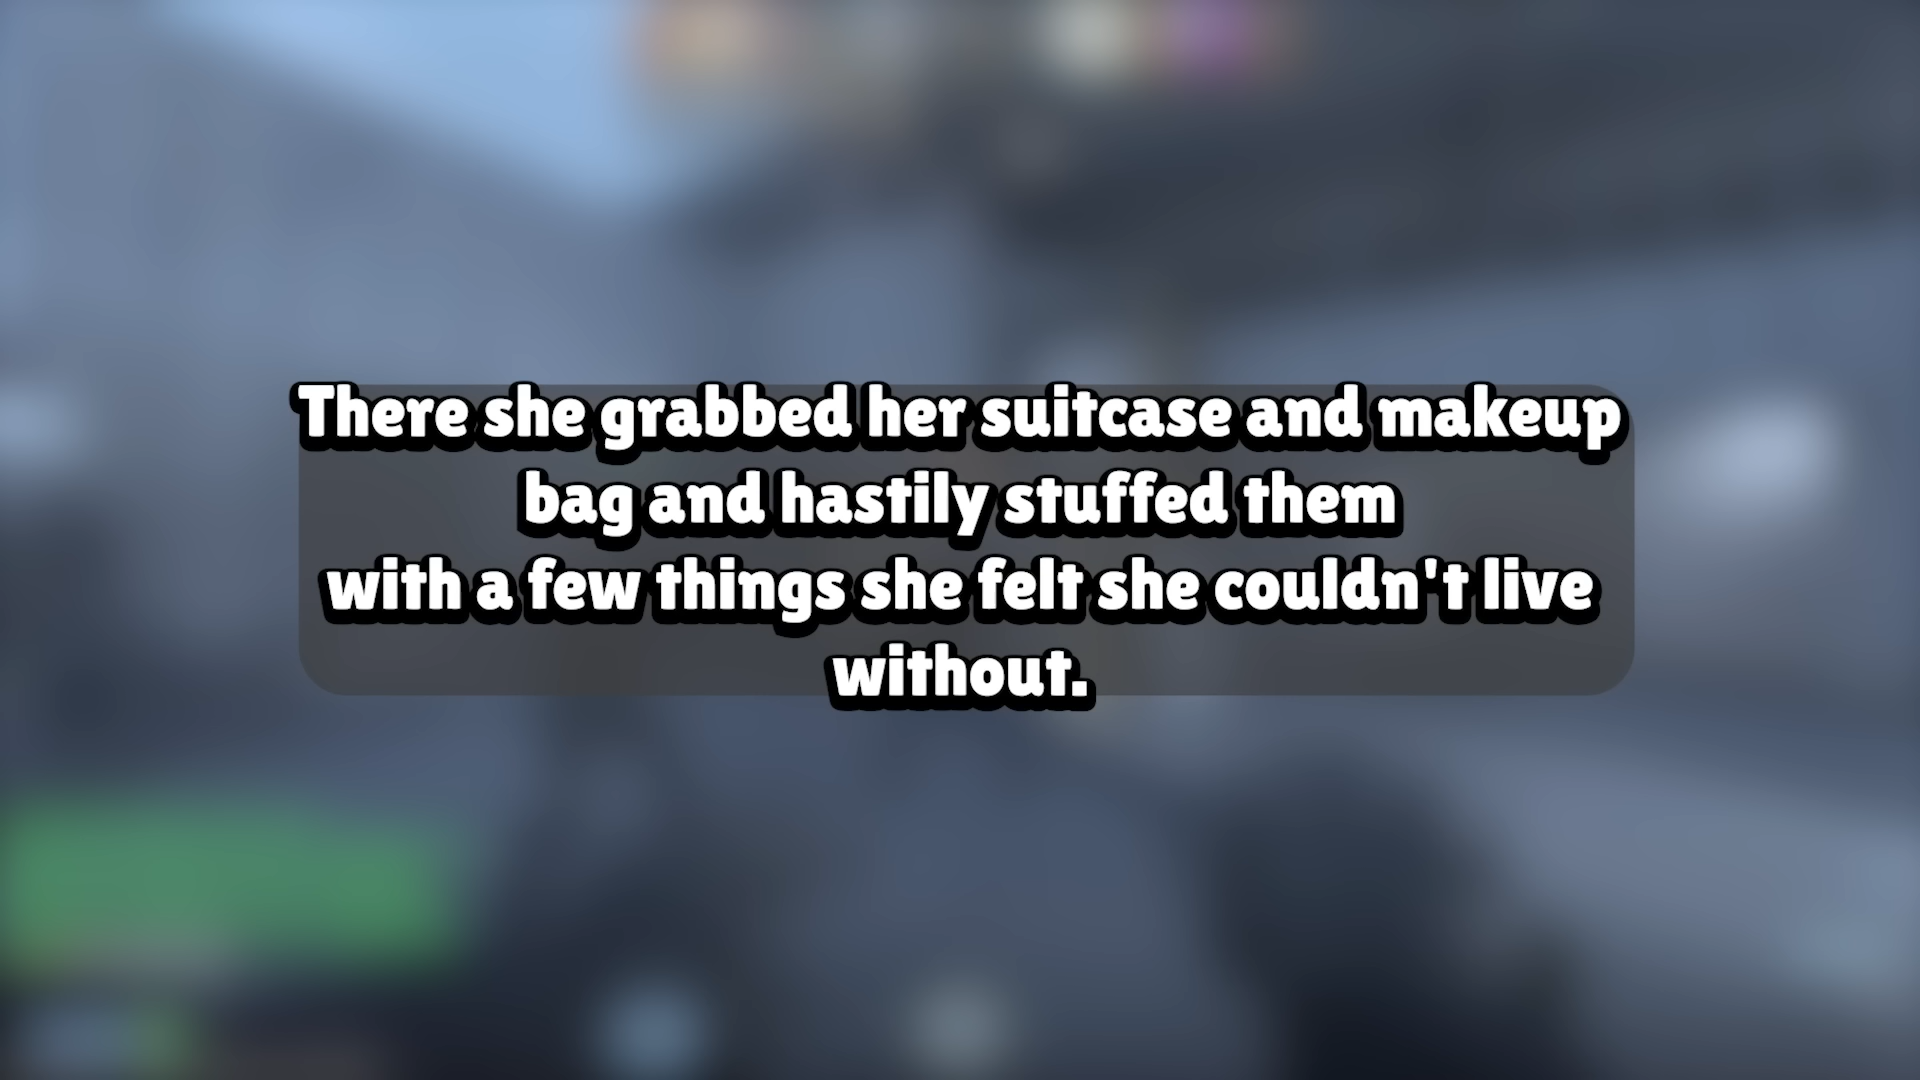 There she grabbed her suitcase and makeup
bag and hastily stuffed them
with a few things she felt she couldn't live
without.